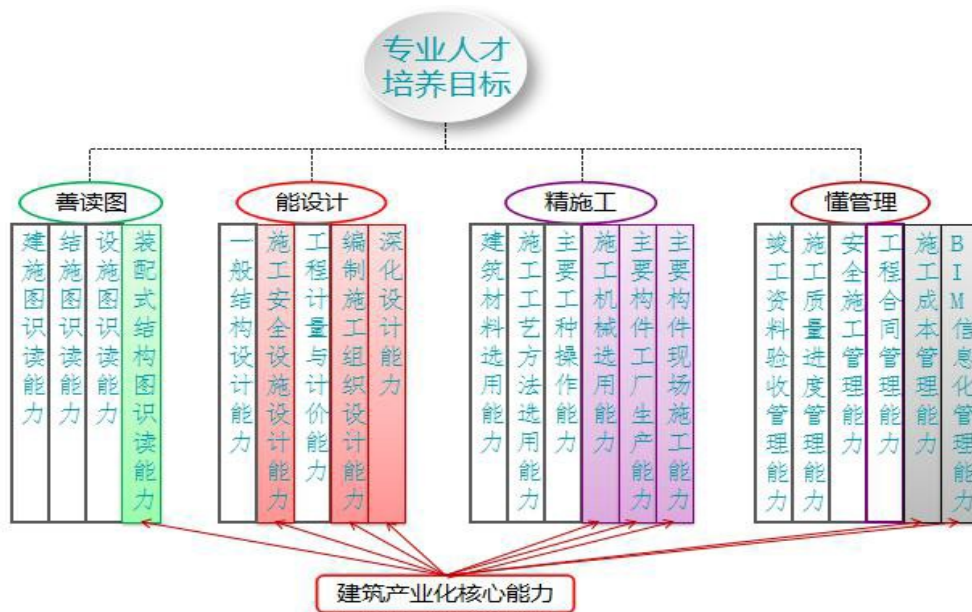 专业人才
培养目标
善读图
能设计
精施工
懂管理
建施图识读能力
结施图识读能力
设施图识读能力
装配式结构图识读能力
一般结构设计能力
施工安全设施设计能力
工程计量与计价能力
编制施工组织设计能力
深化设计能力
建筑材料选用能力
施工工艺方法选用能力
主要工种操作能力
施工机械选用能力
主要构件工厂生产能力
主要构件现场施工能力
竣工资料验收管理能力
施工质量进度管理能力
安全施工管理能力
工程合同管理能力
施工成本管理能力
BIM信息化管理能力
建筑产业化核心能力